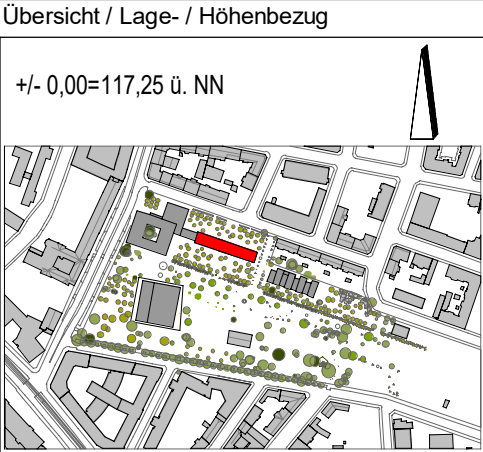 Übersicht / Lage- / Höhenbezug
+/- 0,00=117,25 ü. NN